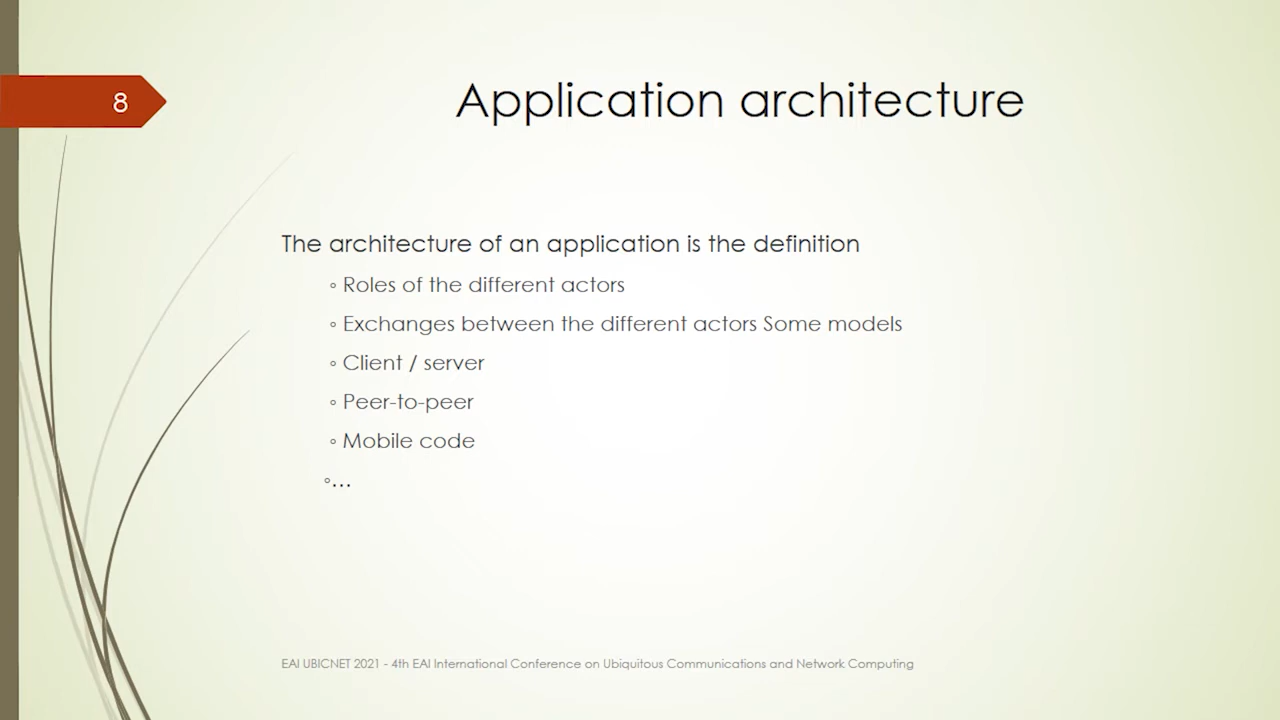 8
Application architecture
The architecture of an application is the definition
◦ Roles of the different actors
◦ Exchanges between the different actors Some models
◦ Client / server
◦ Peer-to-peer
◦ Mobile code
◦…
EAI UBICNET 2021 - 4th EAI International Conference on Ubiquitous Communications and Network Computing